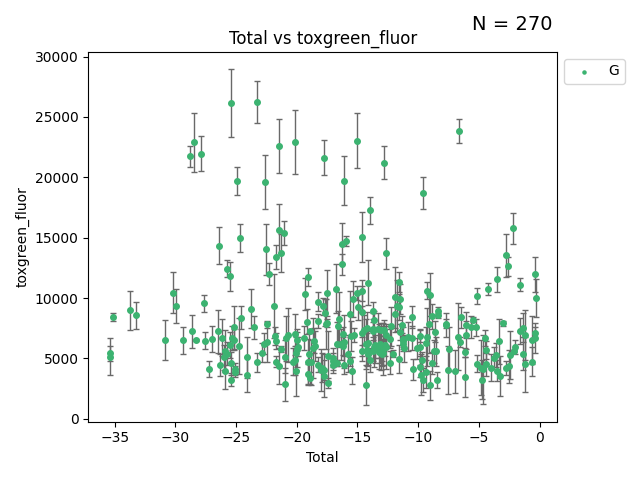 N = 270
Total vs toxgreen_fluor
G
30000
25000
20000
15000
10000
5000
0
toxgreen_fluor
−35 −30 −25 −20 −15 −10 −5 0
Total